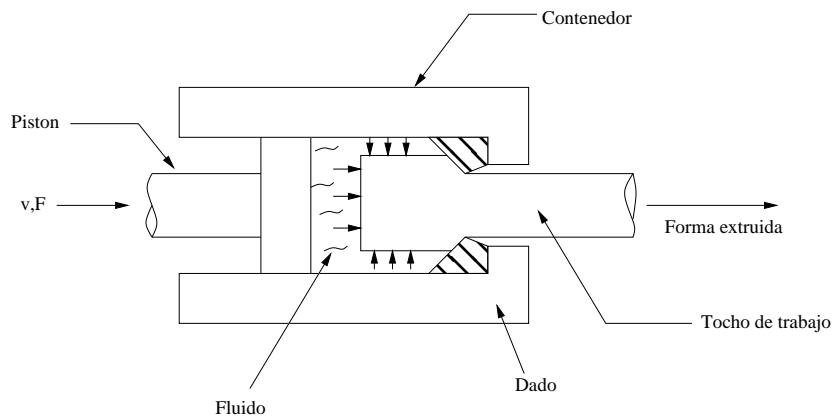 Contenedor
Piston
v,F
Forma extruida
Tocho de trabajo
Dado
Fluido